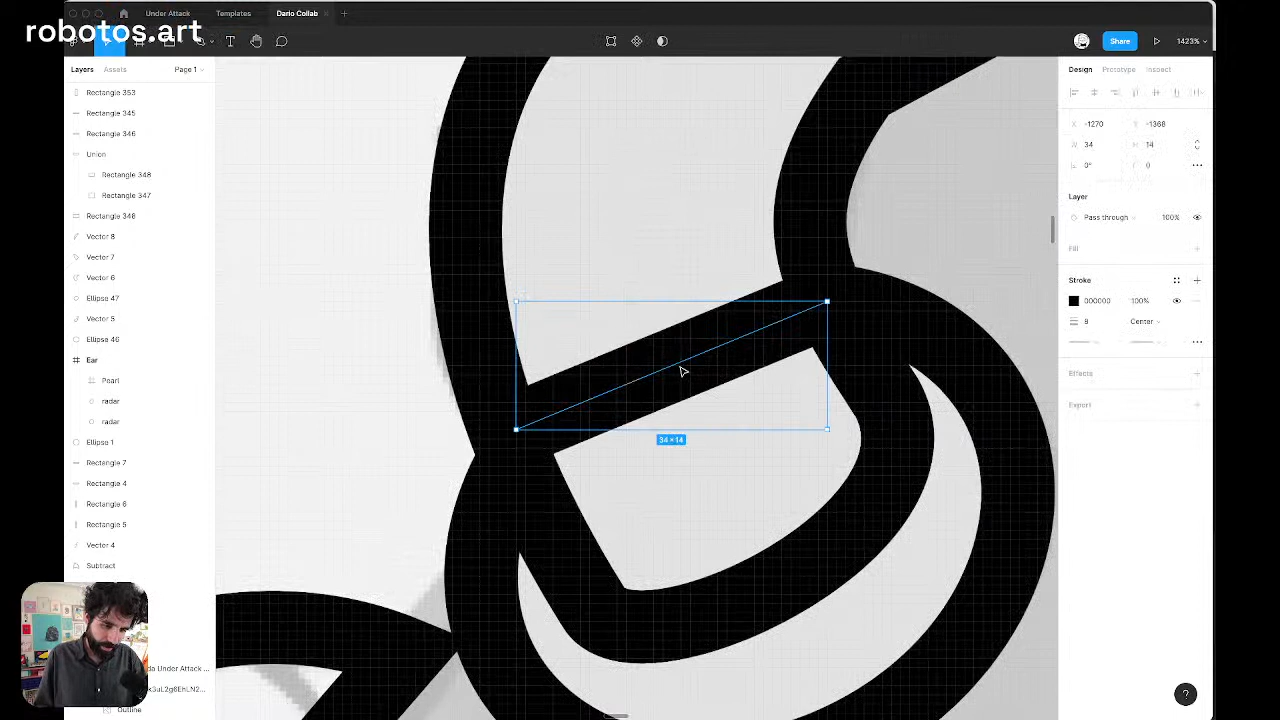 robotos.art
Under Attack
Templates
Dario Collab
Share
1423%
Layers
Assets
Page 1
Rectangle 353
Rectangle 345
Rectangle 346
Union
Rectangle 348
Rectangle 347
Rectangle 348
Vector 8
Vector 7
Vector 6
Ellipse 47
Vector 5
Ellipse 46
Ear
Pearl
radar
radar
Ellipse 1
Rectangle 7
Rectangle 4
Rectangle 6
Rectangle 5
Vector 4
Subtract
da Under Attack ...
Outline
34 × 14
Design
Prototype
Inspect
X -1270
Y -1368
W 34
H 14
0°
0
Layer
Pass through
100%
Fill
Stroke
000000
100%
8
Center
Effects
Export
?